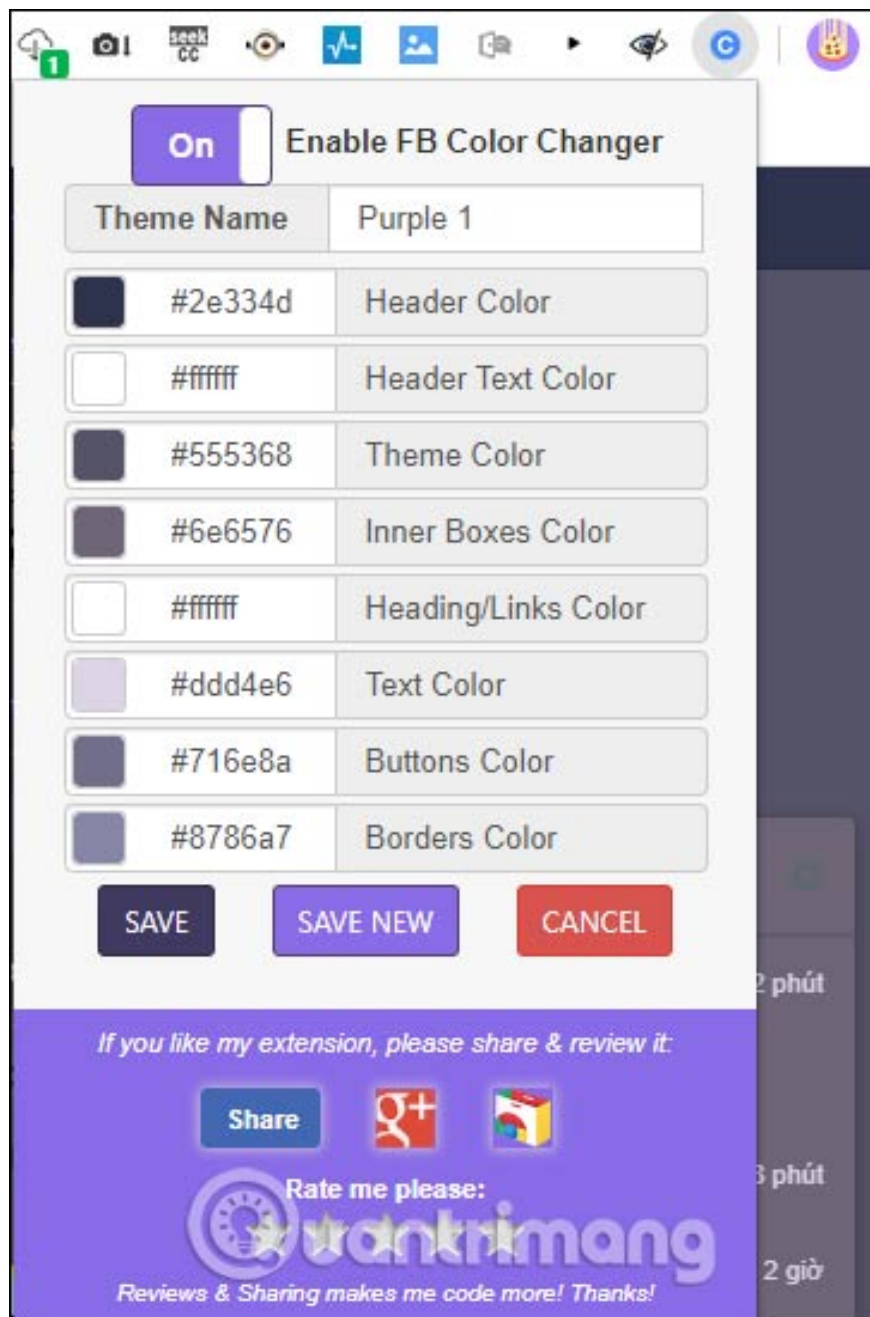 1
seek
CC
C
On
Enable FB Color Changer
Theme Name Purple 1
#2e334d Header Color
#ffffff Header Text Color
#555368 Theme Color
#6e6576 Inner Boxes Color
#ffffff Heading/Links Color
#ddd4e6 Text Color
#716e8a Buttons Color
#8786a7 Borders Color
SAVE SAVE NEW CANCEL
2 phút
If you like my extension, please share & review it:
Share g+
3 phút
Rate me please:
Quantrimang
2 giờ
Reviews & Sharing makes me code more! Thanks!